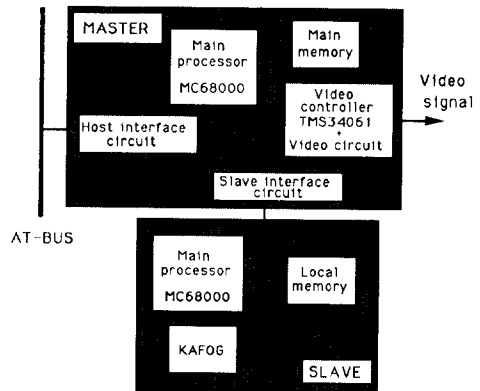 MASTER
Main
processor
MC68000
Main
memory
Video
controller
TMS34061
+
Video circuit
Video
signal
Host interface
circuit
Slave interface
circuit
AT-BUS
Main
processor
MC68000
Local
memory
KAFOG
SLAVE